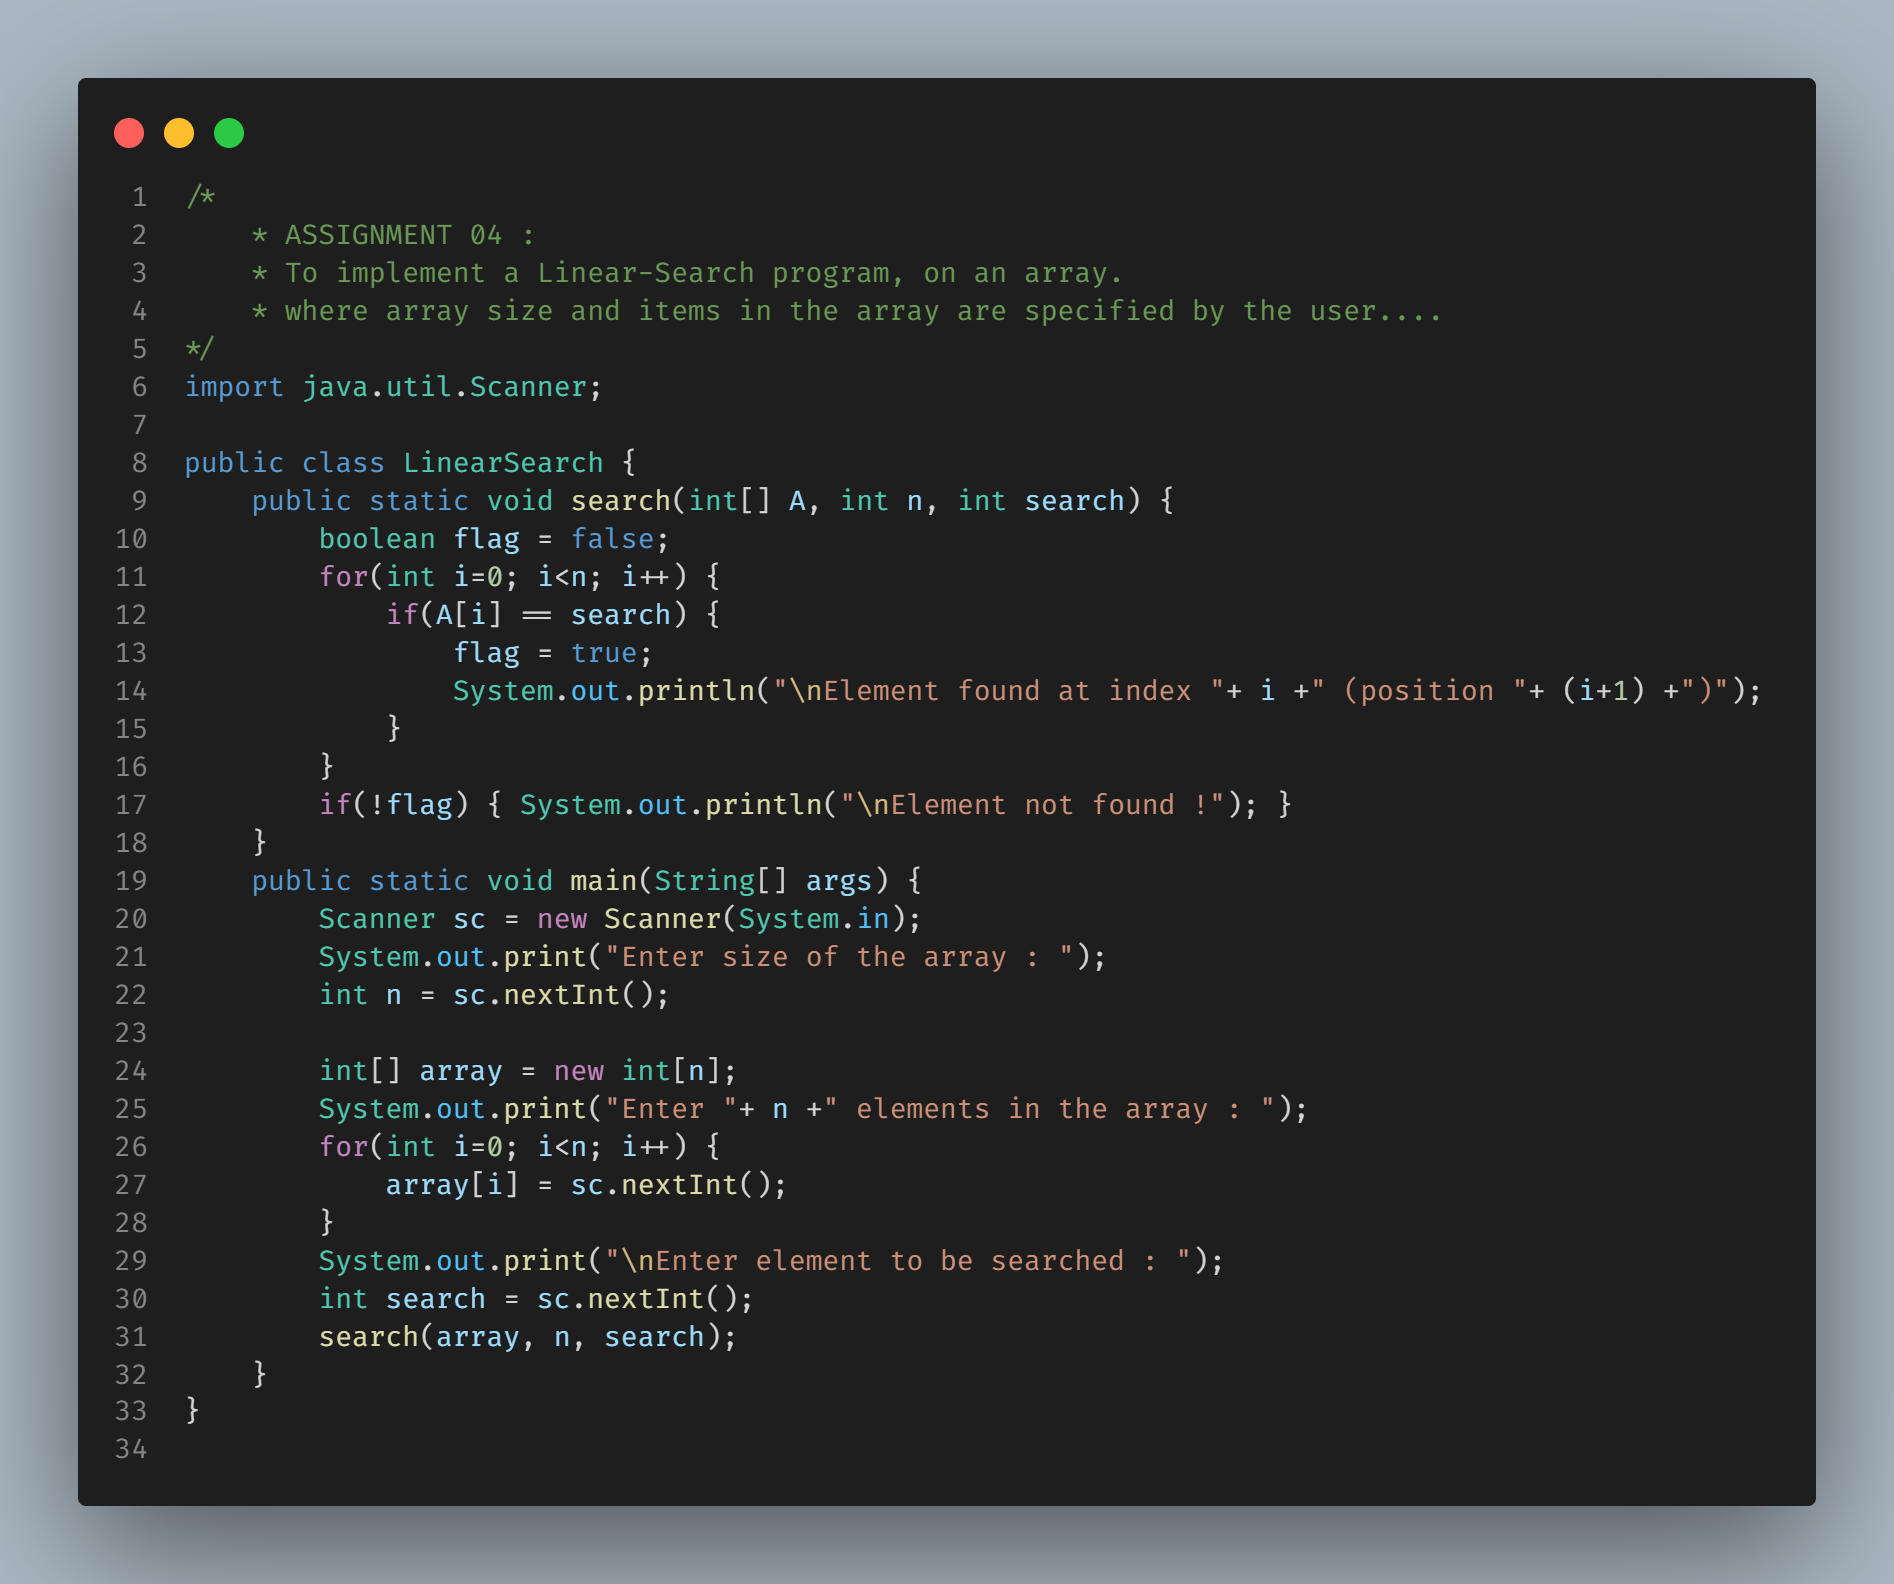 1 /*
2     * ASSIGNMENT 04 :
3     * To implement a Linear-Search program, on an array.
4     * where array size and items in the array are specified by the user....
5 */
6 import java.util.Scanner;
7
8 public class LinearSearch {
9     public static void search(int[] A, int n, int search) {
10         boolean flag = false;
11         for(int i=0; i<n; i++) {
12             if(A[i] == search) {
13                 flag = true;
14                 System.out.println("\nElement found at index "+ i +" (position "+ (i+1) +")");
15             }
16         }
17         if(!flag) { System.out.println("\nElement not found !"); }
18     }
19     public static void main(String[] args) {
20         Scanner sc = new Scanner(System.in);
21         System.out.print("Enter size of the array : ");
22         int n = sc.nextInt();
23
24         int[] array = new int[n];
25         System.out.print("Enter "+ n +" elements in the array : ");
26         for(int i=0; i<n; i++) {
27             array[i] = sc.nextInt();
28         }
29         System.out.print("\nEnter element to be searched : ");
30         int search = sc.nextInt();
31         search(array, n, search);
32     }
33 }
34